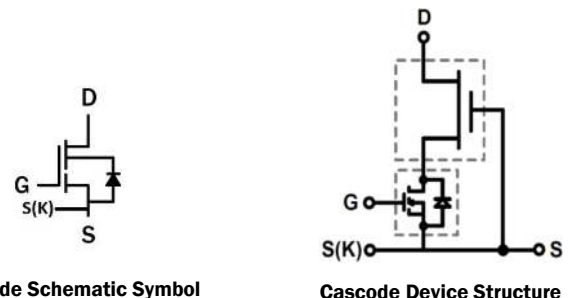 D
G
S(K)
S
de Schematic Symbol
D
G
S(K)
S
Cascode Device Structure